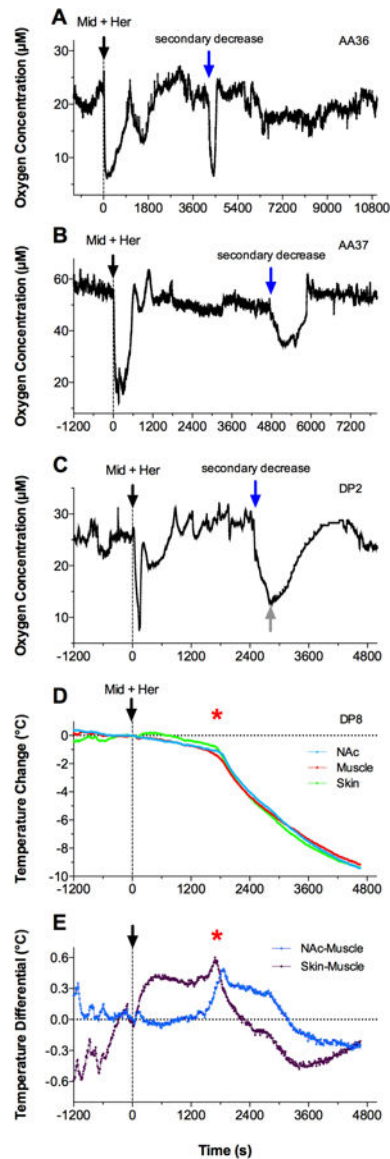 A
Mid + Her
secondary decrease
AA36
Oxygen Concentration (µM)
30
20
10
0 1800 3600 5400 7200 9000 10800
B
Mid + Her
secondary decrease
AA37
Oxygen Concentration (µM)
60
40
20
-1200 0 1200 2400 3600 4800 6000 7200
C
Mid + Her
secondary decrease
DP2
Oxygen Concentration (µM)
30
20
10
-1200 0 1200 2400 3600 4800
D
Mid + Her
*
DP8
Temperature Change (°C)
0
-2
-4
-6
-8
-10
NAc
Muscle
Skin
-1200 0 1200 2400 3600 4800
E
*
Temperature Differential (°C)
0.6
0.3
0.0
-0.3
-0.6
NAc-Muscle
Skin-Muscle
-1200 0 1200 2400 3600 4800
Time (s)